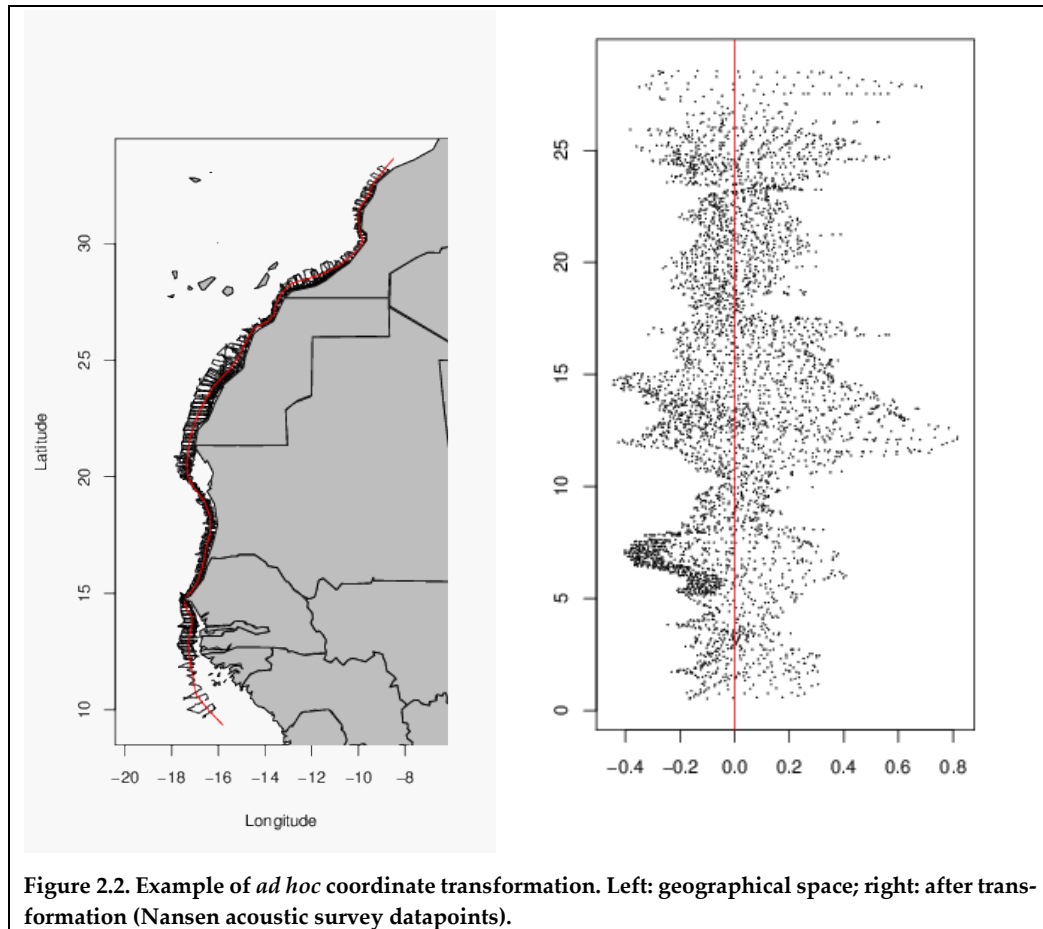 30
25
20
15
10
Latitude
−20 −18 −16 −14 −12 −10 −8
Longitude
25
20
15
10
5
0
−0.4 −0.2 0.0 0.2 0.4 0.6 0.8
Figure 2.2. Example of ad hoc coordinate transformation. Left: geographical space; right: after trans-
formation (Nansen acoustic survey datapoints).